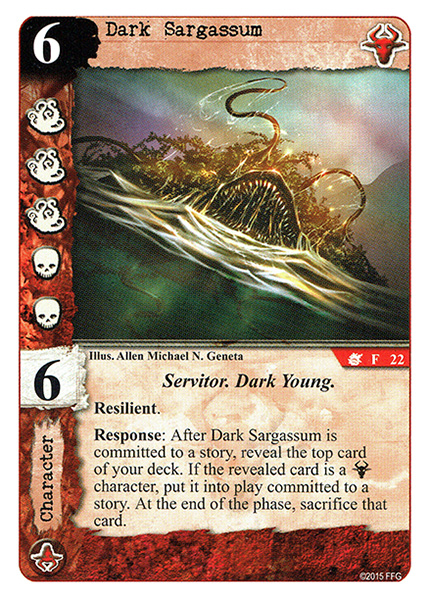 6
Dark Sargassum
Illus. Allen Michael N. Geneta
F 22
6
Servitor. Dark Young.
Resilient.
Response: After Dark Sargassum is
committed to a story, reveal the top card
of your deck. If the revealed card is a
character, put it into play committed to a
story. At the end of the phase, sacrifice that
card.
Character
©2015 FFG